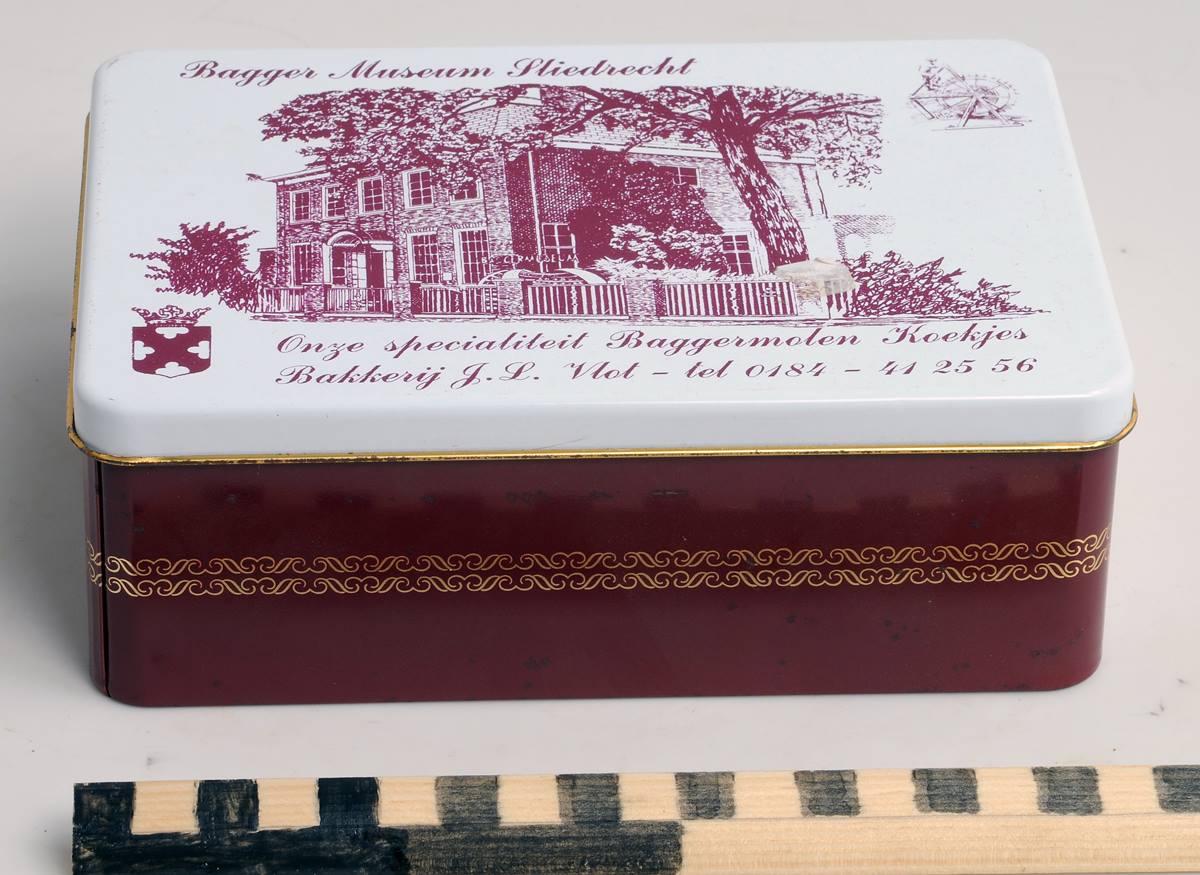 Bagger Museum Sliedrecht
Onze specialiteit Baggermolen Koekjes
Bakkerij J.L. Vlot - tel 0184 - 41 25 56